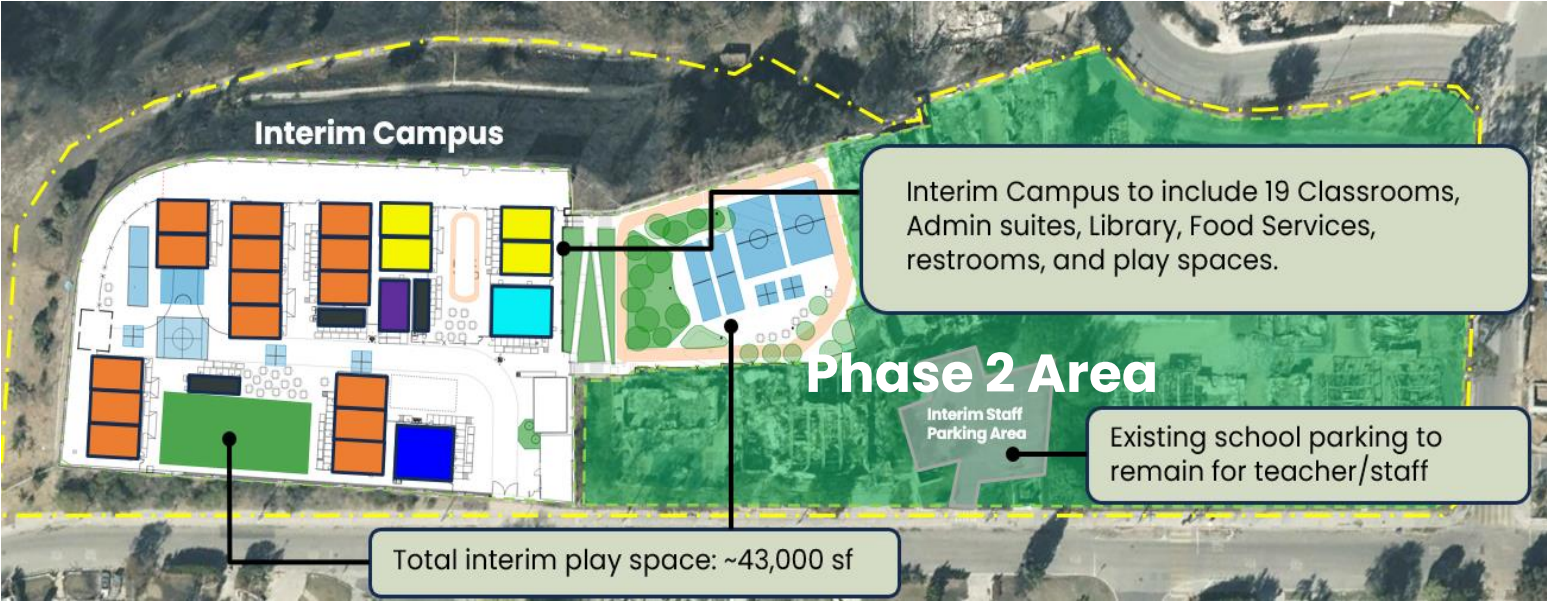 Interim Campus
Interim Campus to include 19 Classrooms,
Admin suites, Library, Food Services,
restrooms, and play spaces.
Phase 2 Area
Interim Staff
Parking Area
Existing school parking to
remain for teacher/staff
Total interim play space: ~43,000 sf